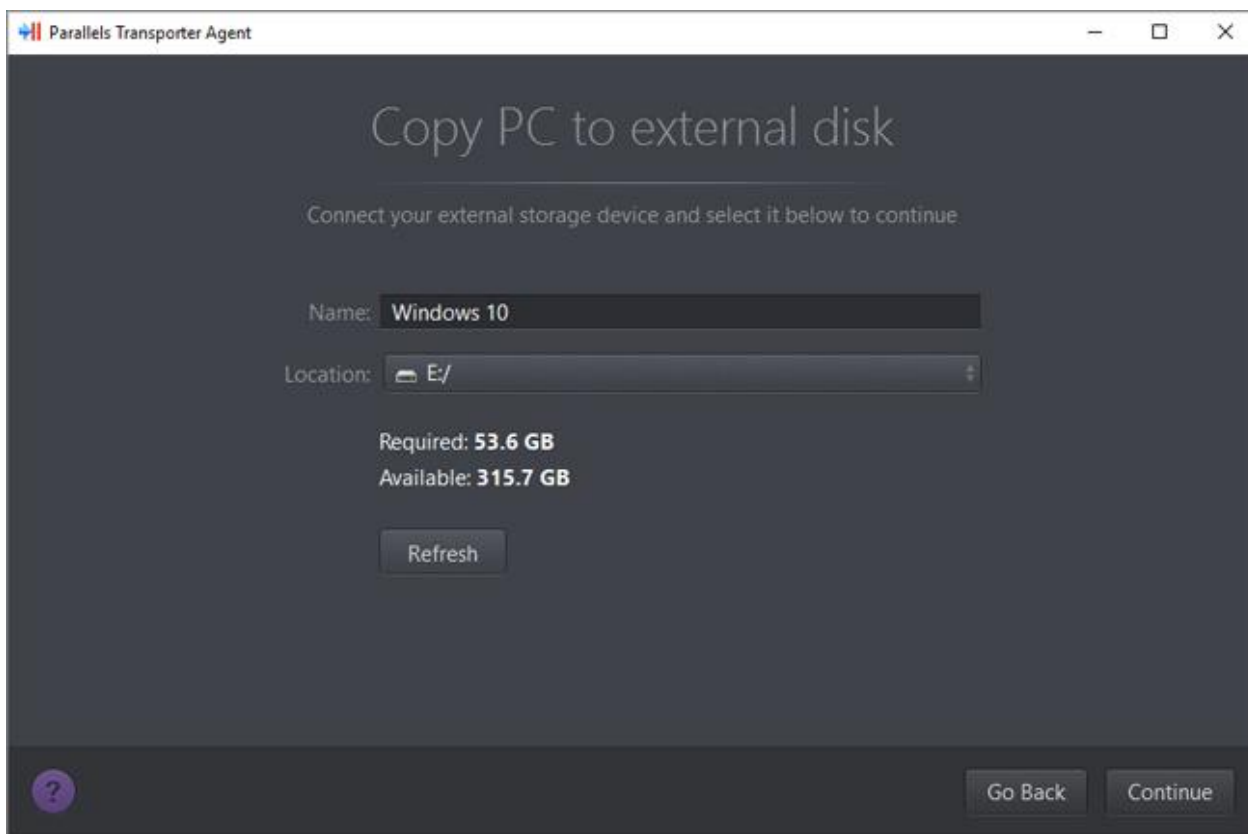 Parallels Transporter Agent
Copy PC to external disk
Connect your external storage device and select it below to continue
Name: Windows 10
Location: E:/
Required: 53.6 GB
Available: 315.7 GB
Refresh
? Go Back Continue